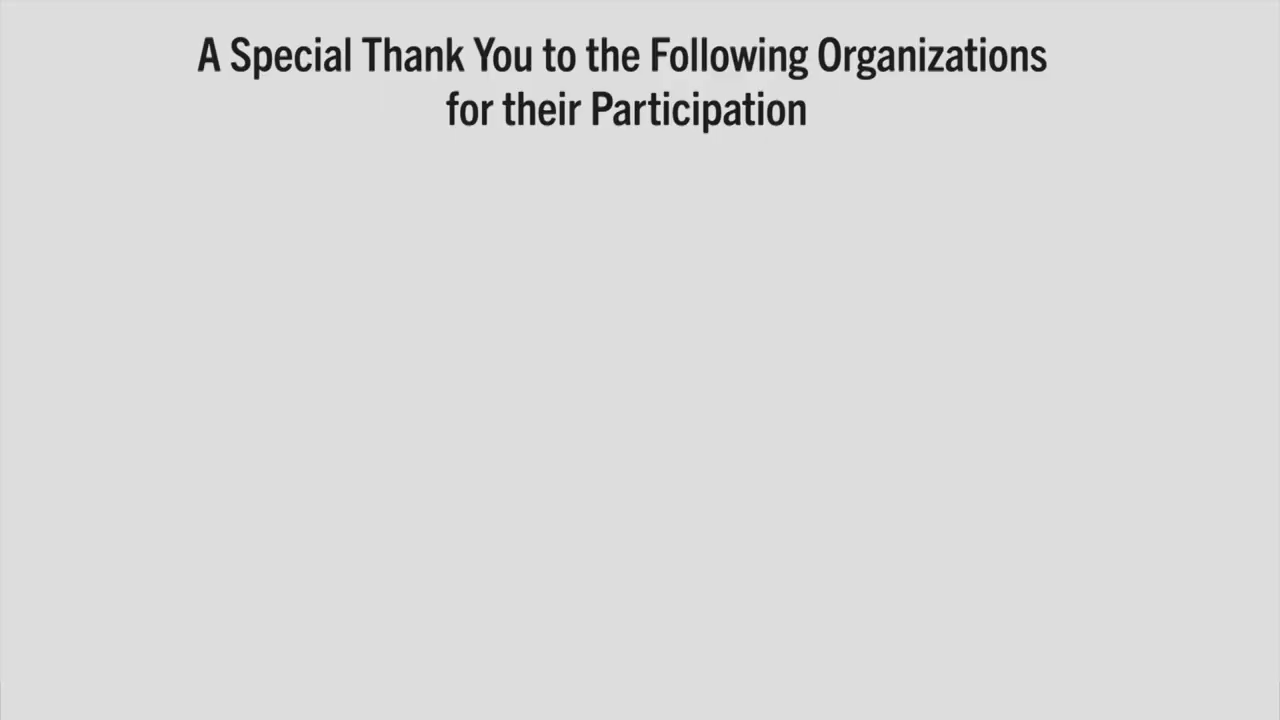 A Special Thank You to the Following Organizations
for their Participation